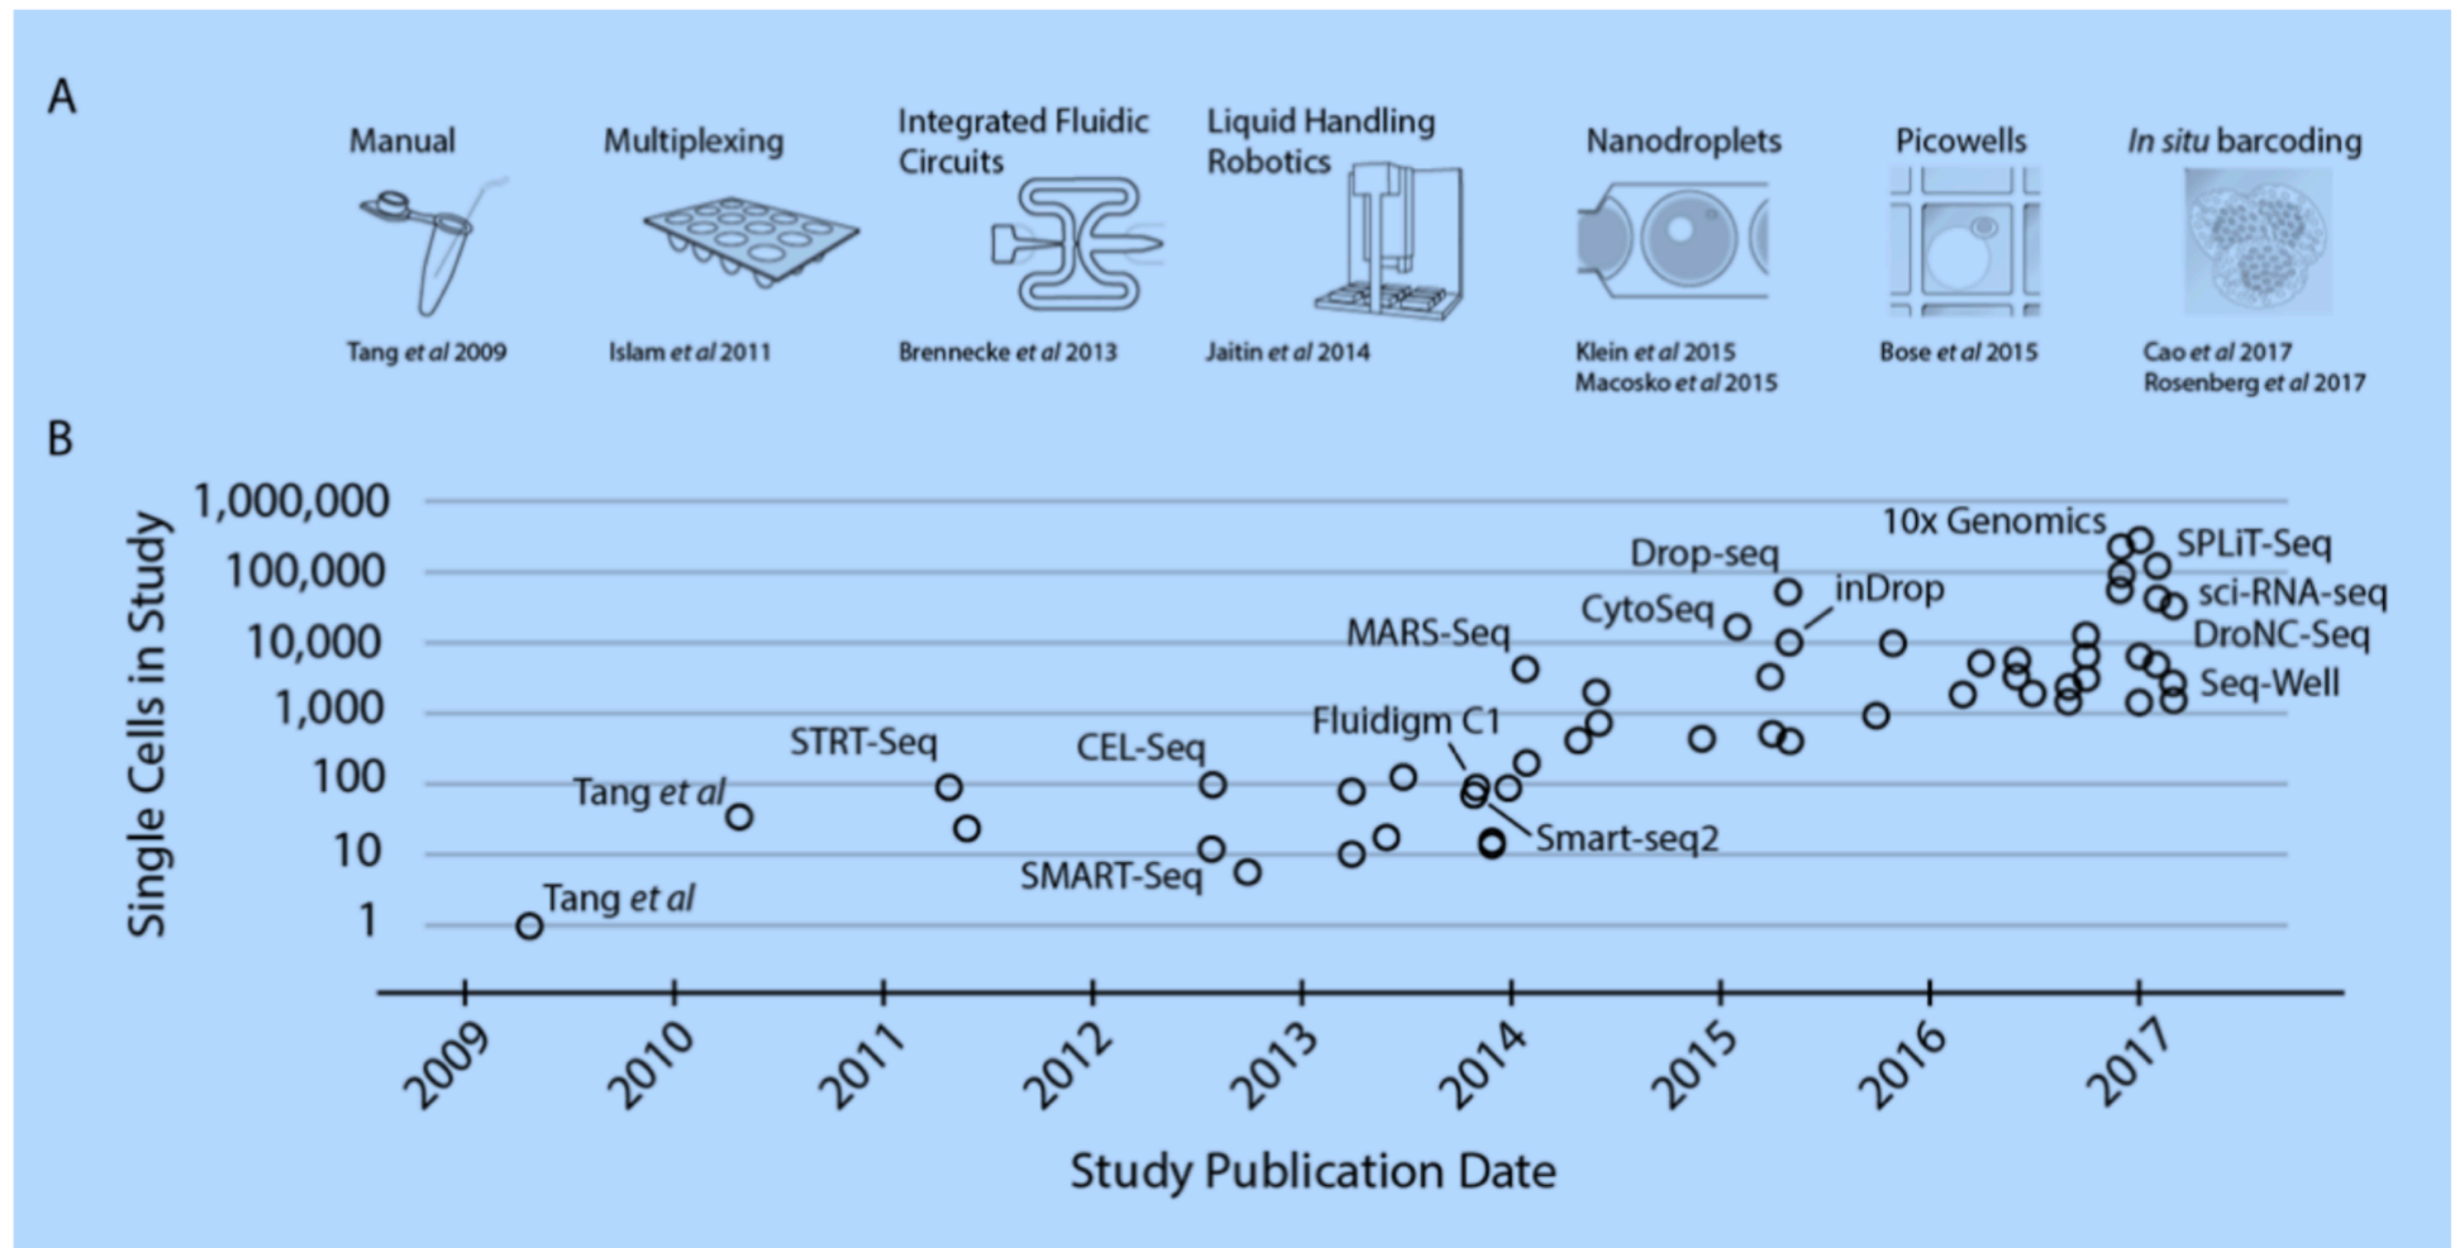 A
Manual
Multiplexing
Integrated Fluidic
Circuits
Liquid Handling
Robotics
Nanodroplets
Picowells
In situ barcoding
Tang et al 2009
Islam et al 2011
Brennecke et al 2013
Jaitin et al 2014
Klein et al 2015
Macosko et al 2015
Bose et al 2015
Cao et al 2017
Rosenberg et al 2017
B
Single Cells in Study
1,000,000
100,000
10,000
1,000
100
10
1
10x Genomics
SPLiT-Seq
Drop-seq
inDrop
sci-RNA-seq
CytoSeq
MARS-Seq
DroNC-Seq
Seq-Well
Fluidigm C1
STRT-Seq
CEL-Seq
Tang et al
Smart-seq2
SMART-Seq
Tang et al
2009
2010
2011
2012
2013
2014
2015
2016
2017
Study Publication Date